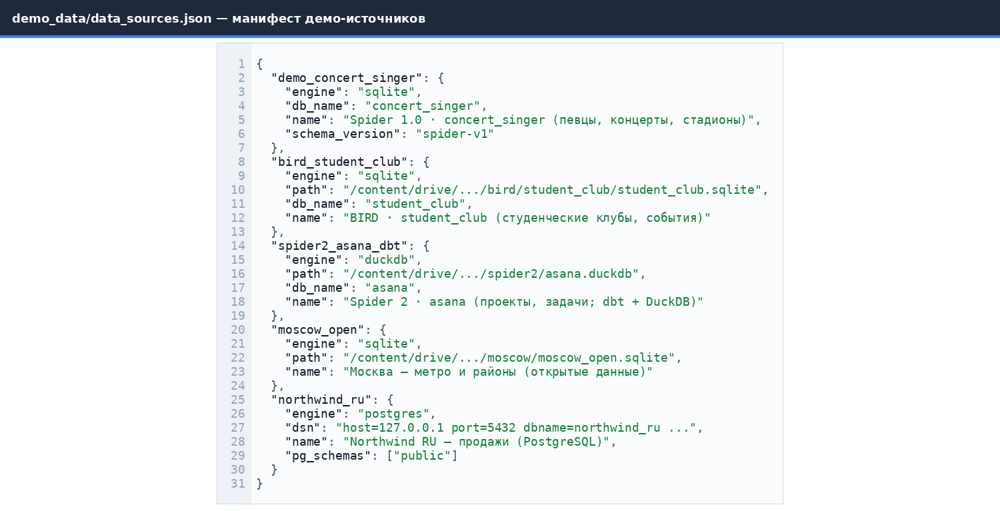 demo_data/data_sources.json — манифест демо-источников
1 {
2   "demo_concert_singer": {
3     "engine": "sqlite",
4     "db_name": "concert_singer",
5     "name": "Spider 1.0 · concert_singer (певцы, концерты, стадионы)",
6     "schema_version": "spider-v1"
7   },
8   "bird_student_club": {
9     "engine": "sqlite",
10     "path": "/content/drive/.../bird/student_club/student_club.sqlite",
11     "db_name": "student_club",
12     "name": "BIRD · student_club (студенческие клубы, события)"
13   },
14   "spider2_asana_dbt": {
15     "engine": "duckdb",
16     "path": "/content/drive/.../spider2/asana.duckdb",
17     "db_name": "asana",
18     "name": "Spider 2 · asana (проекты, задачи; dbt + DuckDB)"
19   },
20   "moscow_open": {
21     "engine": "sqlite",
22     "path": "/content/drive/.../moscow/moscow_open.sqlite",
23     "name": "Москва — метро и районы (открытые данные)"
24   },
25   "northwind_ru": {
26     "engine": "postgres",
27     "dsn": "host=127.0.0.1 port=5432 dbname=northwind_ru ...",
28     "name": "Northwind RU — продажи (PostgreSQL)",
29     "pg_schemas": ["public"]
30   }
31 }